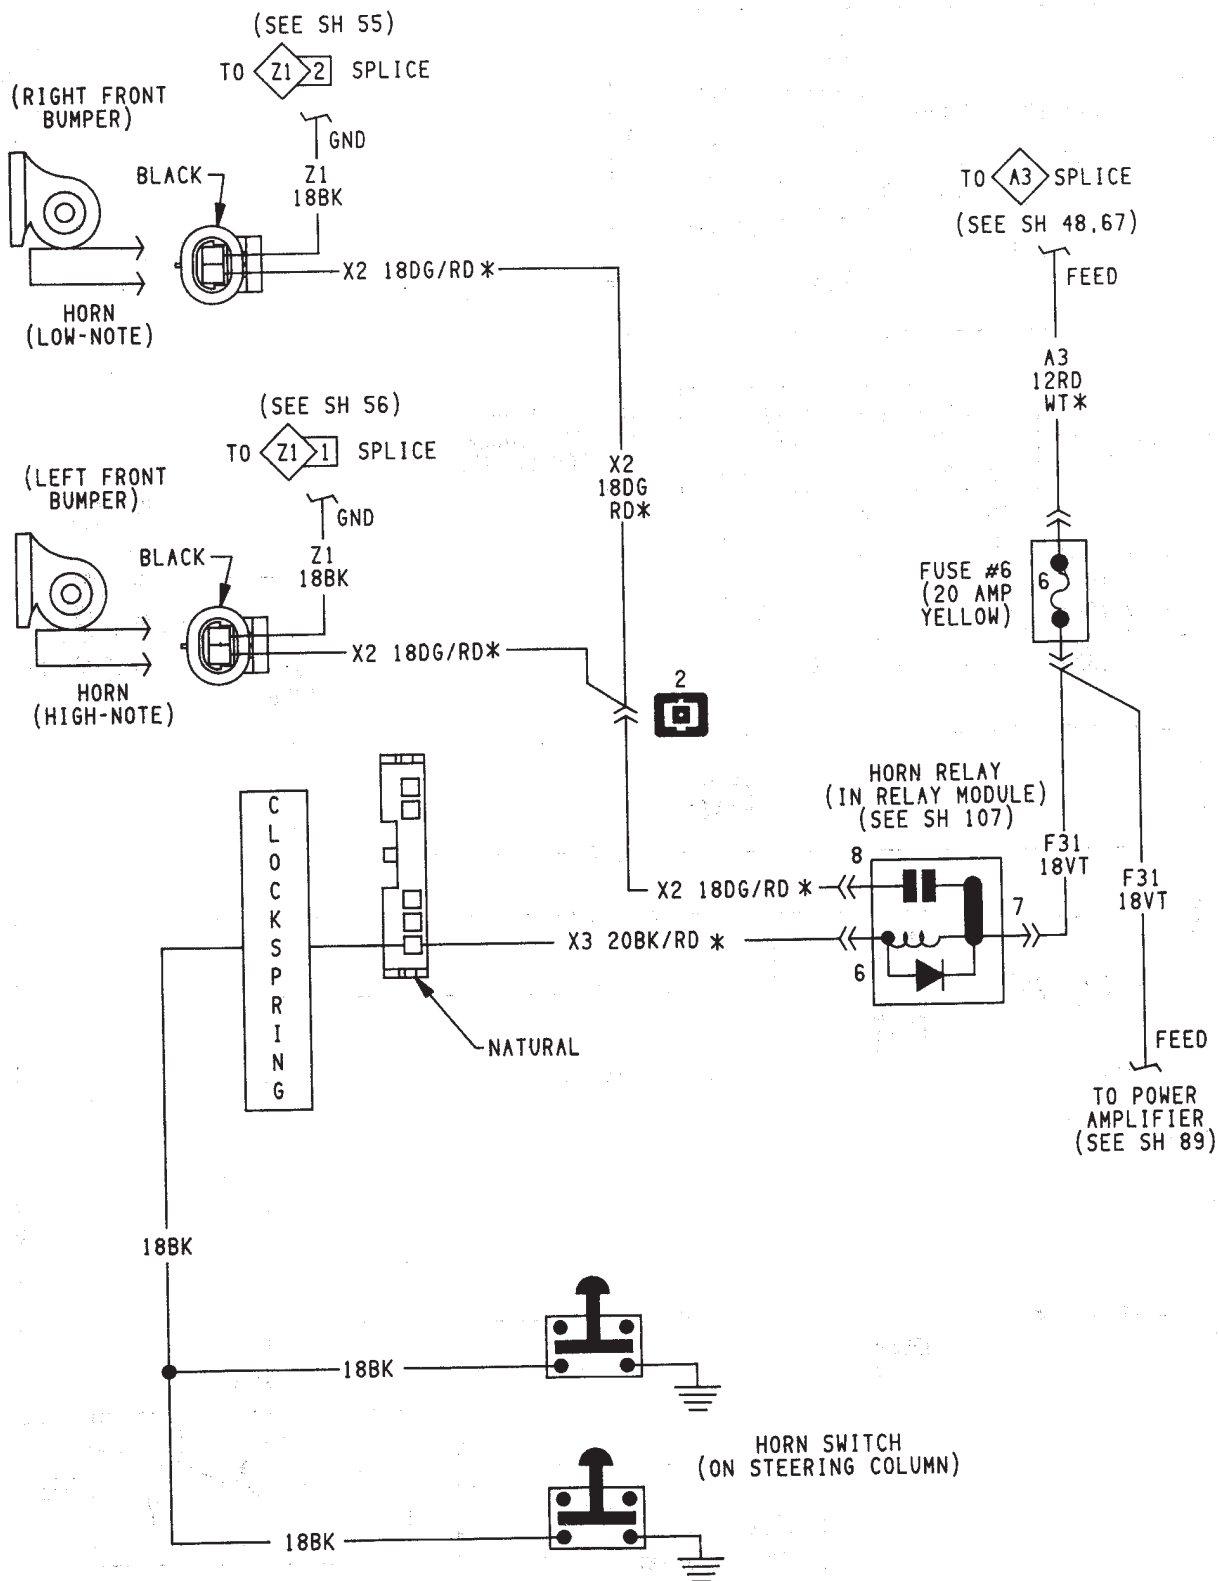 (SEE SH 55)
TO Z1 2 SPLICE
(RIGHT FRONT
BUMPER)
GND
BLACK
Z1
18BK
X2 18DG/RD*
HORN
(LOW-NOTE)
TO A3 SPLICE
(SEE SH 48,67)
FEED
A3
12RD
WT*
(SEE SH 56)
TO Z1 1 SPLICE
(LEFT FRONT
BUMPER)
GND
BLACK
Z1
18BK
X2
18DG
RD*
FUSE #6
(20 AMP
YELLOW)
6
X2 18DG/RD*
HORN
(HIGH-NOTE)
2
HORN RELAY
(IN RELAY MODULE)
(SEE SH 107)
F31
18VT
F31
18VT
8
X2 18DG/RD *
7
X3 20BK/RD *
6
CLOCKSPRING
NATURAL
FEED
TO POWER
AMPLIFIER
(SEE SH 89)
18BK
18BK
HORN SWITCH
(ON STEERING COLUMN)
18BK